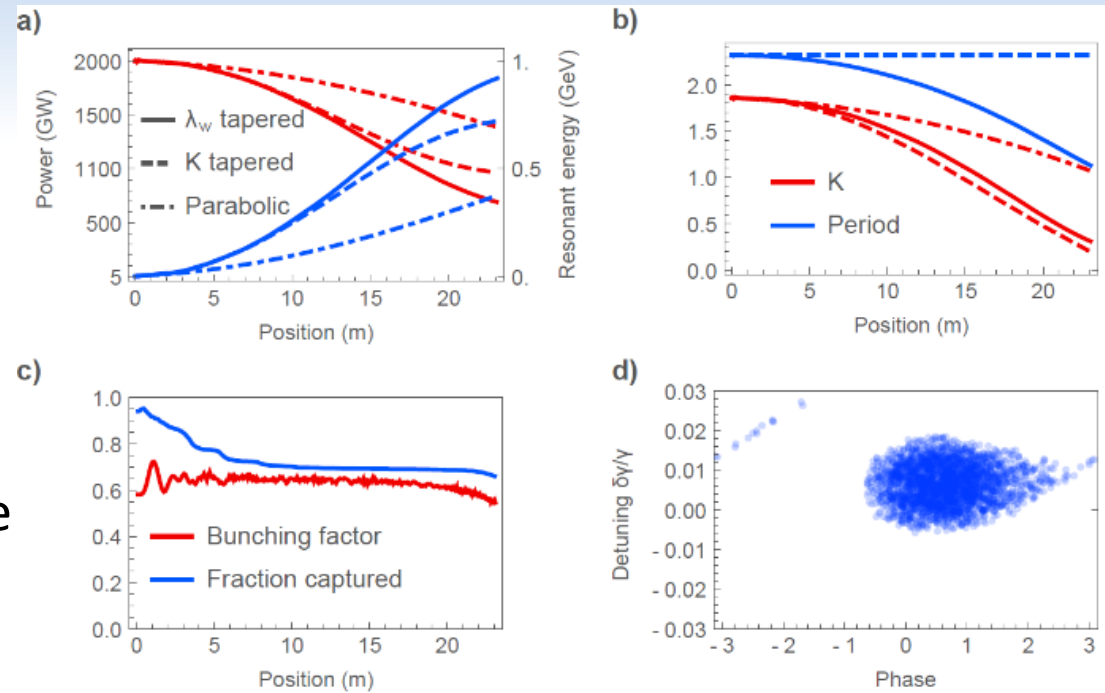 a)
Power (GW)
2000
1500
1100
500
5
λw tapered
K tapered
Parabolic
1.
0.5
0.
Resonant energy (GeV)
0 5 10 15 20
Position (m)
b)
2.0
1.5
1.0
0.5
0.0
K
Period
0 5 10 15 20
Position (m)
c)
1.0
0.8
0.6
0.4
0.2
0.0
Bunching factor
Fraction captured
0 5 10 15 20
Position (m)
d)
Detuning δγ/γ
0.03
0.02
0.01
0.00
-0.01
-0.02
-0.03
-3 -2 -1 0 1 2 3
Phase
e